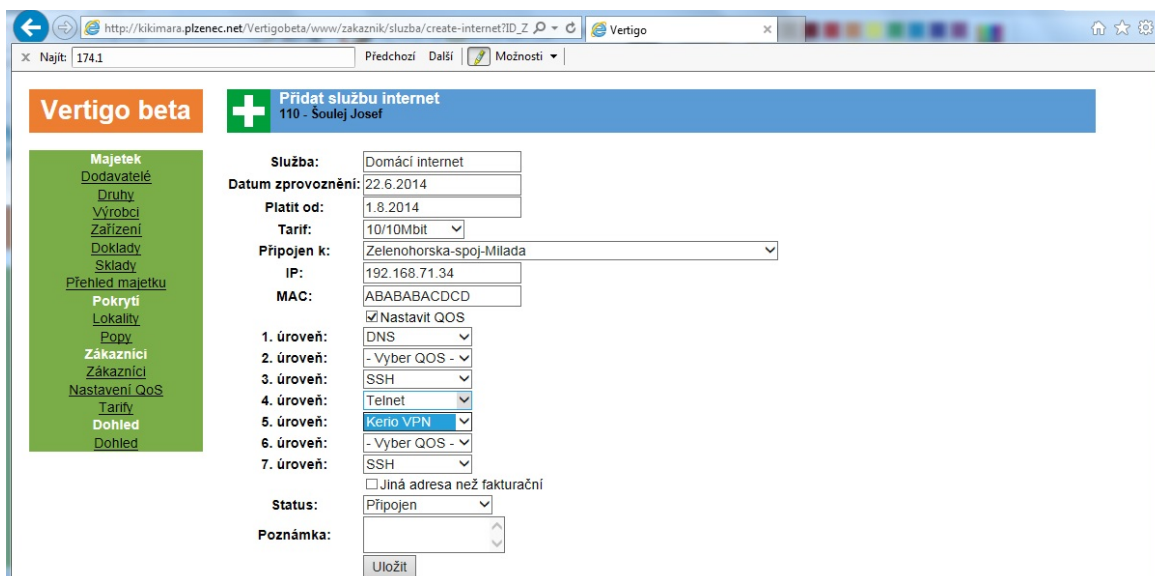 http://kikimara.plzenec.net/Vertigobeta/www/zakaznik/sluzba/create-internet?ID_Z
Vertigo
Najít: 174.1
Předchozí Další Možnosti
Vertigo beta
Přidat službu internet
110 - Šoulej Josef
Majetek
Dodavatelé
Druhy
Výrobci
Zařízení
Doklady
Sklady
Přehled majetku
Pokrytí
Lokality
Popy
Zákazníci
Zákazníci
Nastavení QoS
Tarify
Dohled
Dohled
Služba: Domácí internet
Datum zprovoznění: 22.6.2014
Platit od: 1.8.2014
Tarif: 10/10Mbit
Připojen k: Zelenohorska-spoj-Milada
IP: 192.168.71.34
MAC: ABABABACDCD
Nastavit QOS
1. úroveň: DNS
2. úroveň: - Vyber QOS -
3. úroveň: SSH
4. úroveň: Telnet
5. úroveň: Kerio VPN
6. úroveň: - Vyber QOS -
7. úroveň: SSH
Jiná adresa než fakturační
Status: Připojen
Poznámka:
Uložit